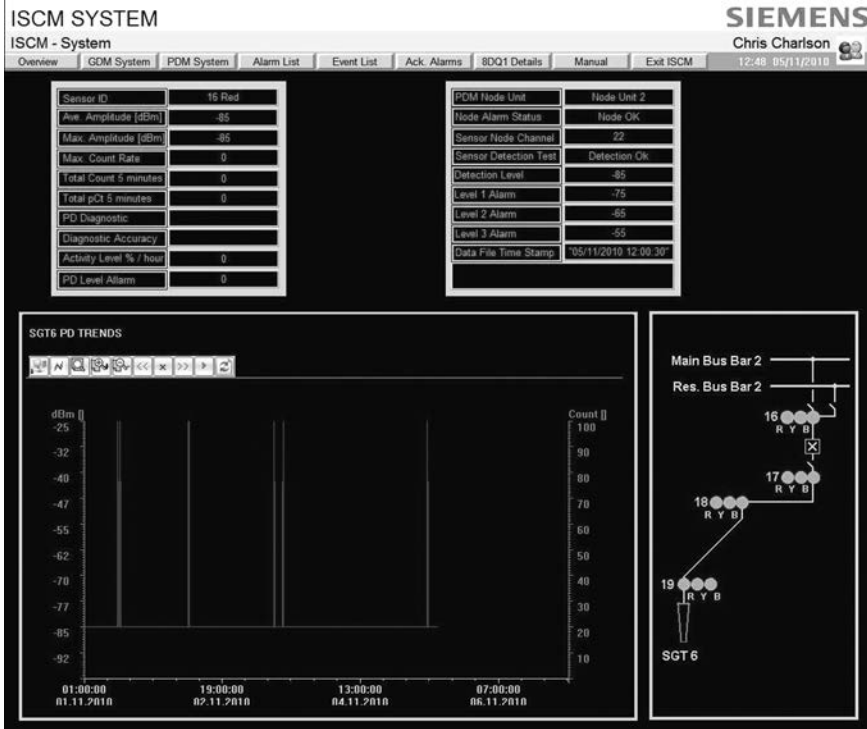 ISCM SYSTEM
SIEMENS
ISCM - System
Chris Charlson
Overview GDM System PDM System Alarm List Event List Ack. Alarms 8DQ1 Details Manual Exit ISCM 12:48 05/11/2010
Sensor ID 16 Red
Ave. Amplitude [dBm] -85
Max. Amplitude [dBm] -85
Max. Count Rate 0
Total Count 5 minutes 0
Total pCt 5 minutes 0
PD Diagnostic
Diagnostic Accuracy
Activity Level % / hour 0
PD Level Allarm 0
PDM Node Unit Node Unit 2
Node Alarm Status Node OK
Sensor Node Channel 22
Sensor Detection Test Detection Ok
Detection Level -85
Level 1 Alarm -75
Level 2 Alarm -65
Level 3 Alarm -55
Data File Time Stamp "05/11/2010 12:00:30"
SGT6 PD TRENDS
<< x >>
dBm [] Count []
-25 100
-32 90
-40 80
-47 70
-55 60
-62 50
-70 40
-77 30
-85 20
-92 10
01:00:00 19:00:00 13:00:00 07:00:00
01.11.2010 02.11.2010 04.11.2010 06.11.2010
Main Bus Bar 2
Res. Bus Bar 2
16
R Y B
17
R Y B
18
R Y B
19
R Y B
SGT 6